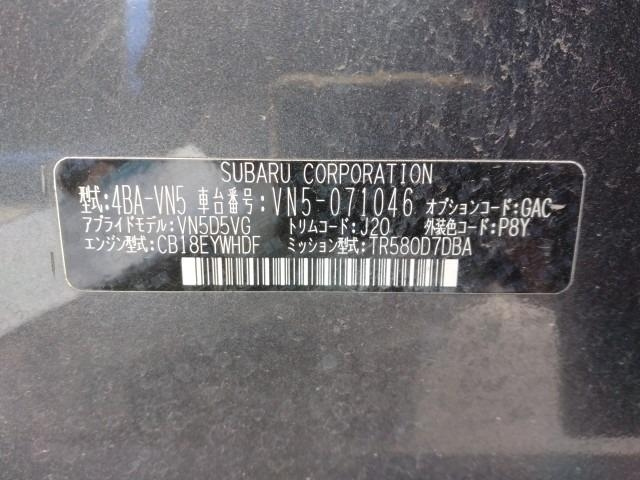 SUBARU CORPORATION
型式:4BA-VN5 車台番号:VN5-071046 オプションコード:GAC-
アプライドモデル:VN5D5VG トリムコード:J20 外装色コード:P8Y
エンジン型式:CB18EYWHDF ミッション型式:TR580D7DBA